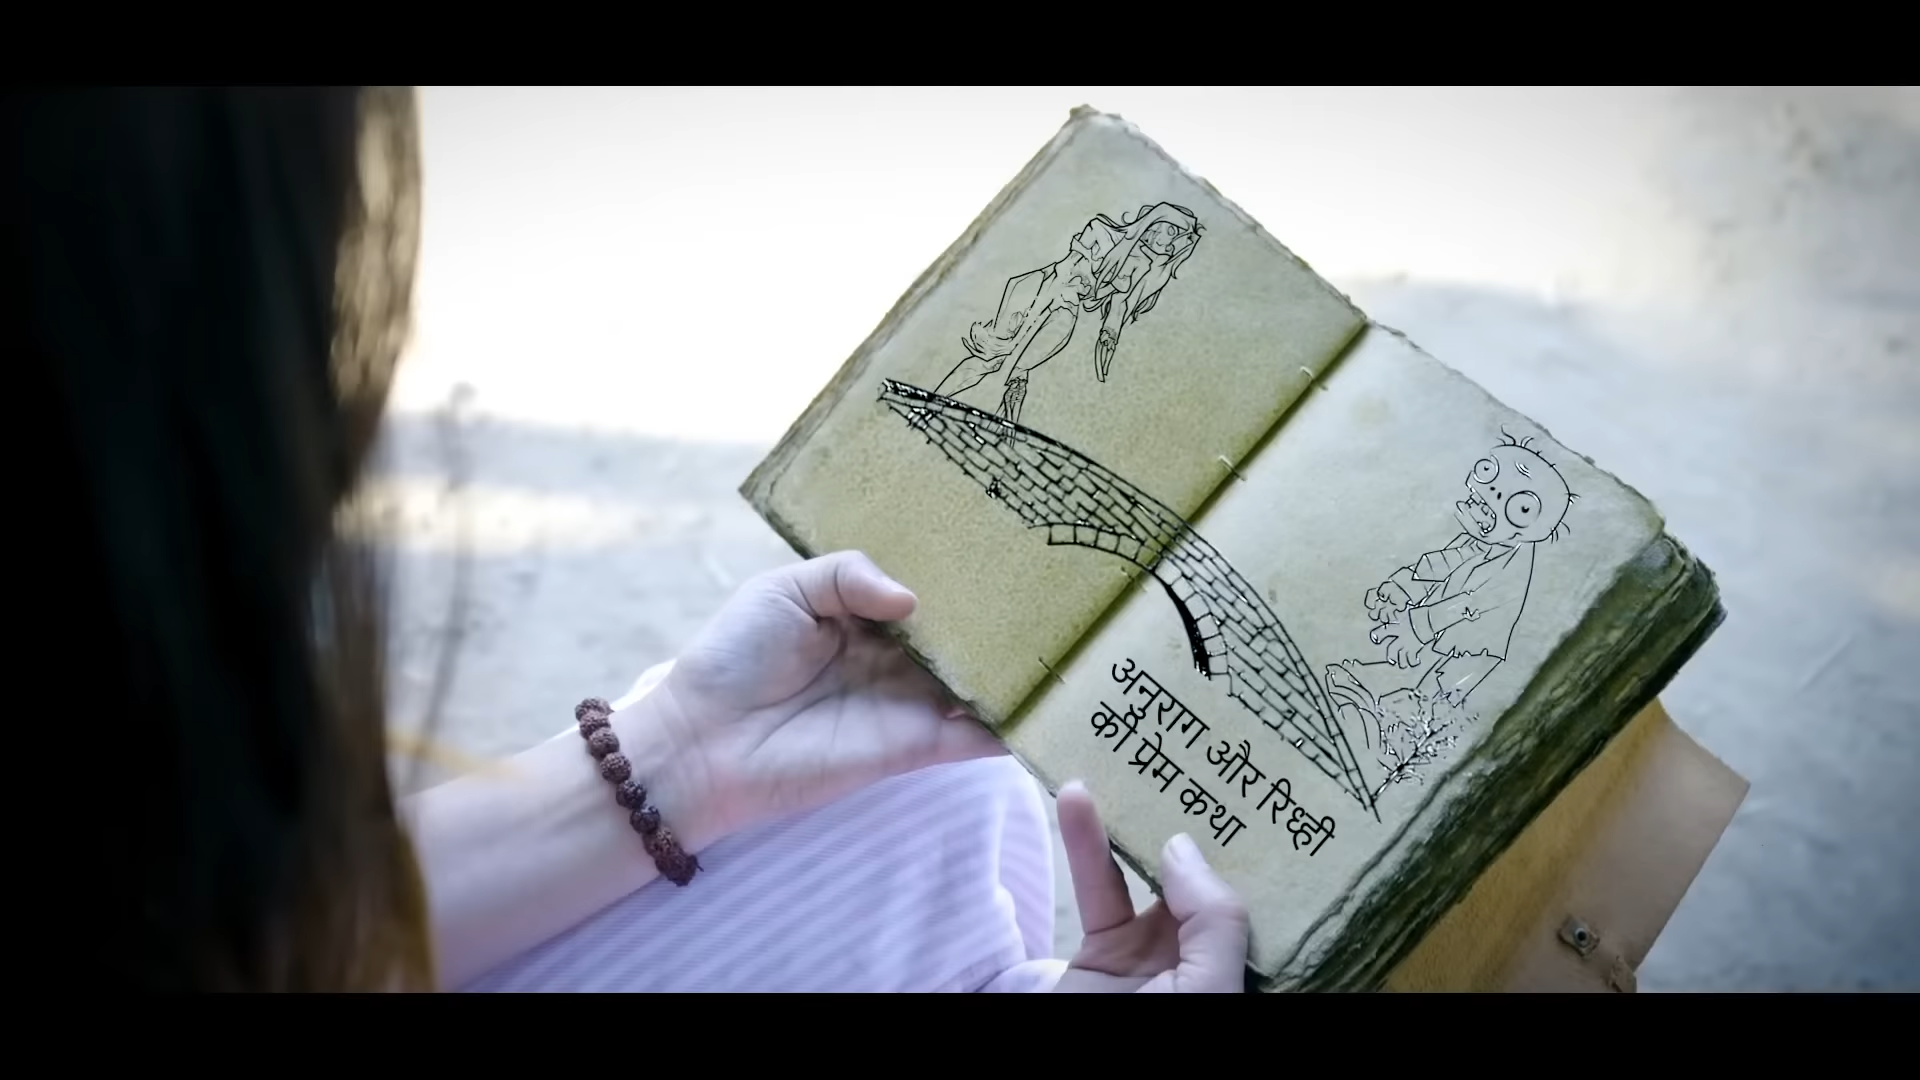 अनुराग और रिध्ही
की प्रेम कथा